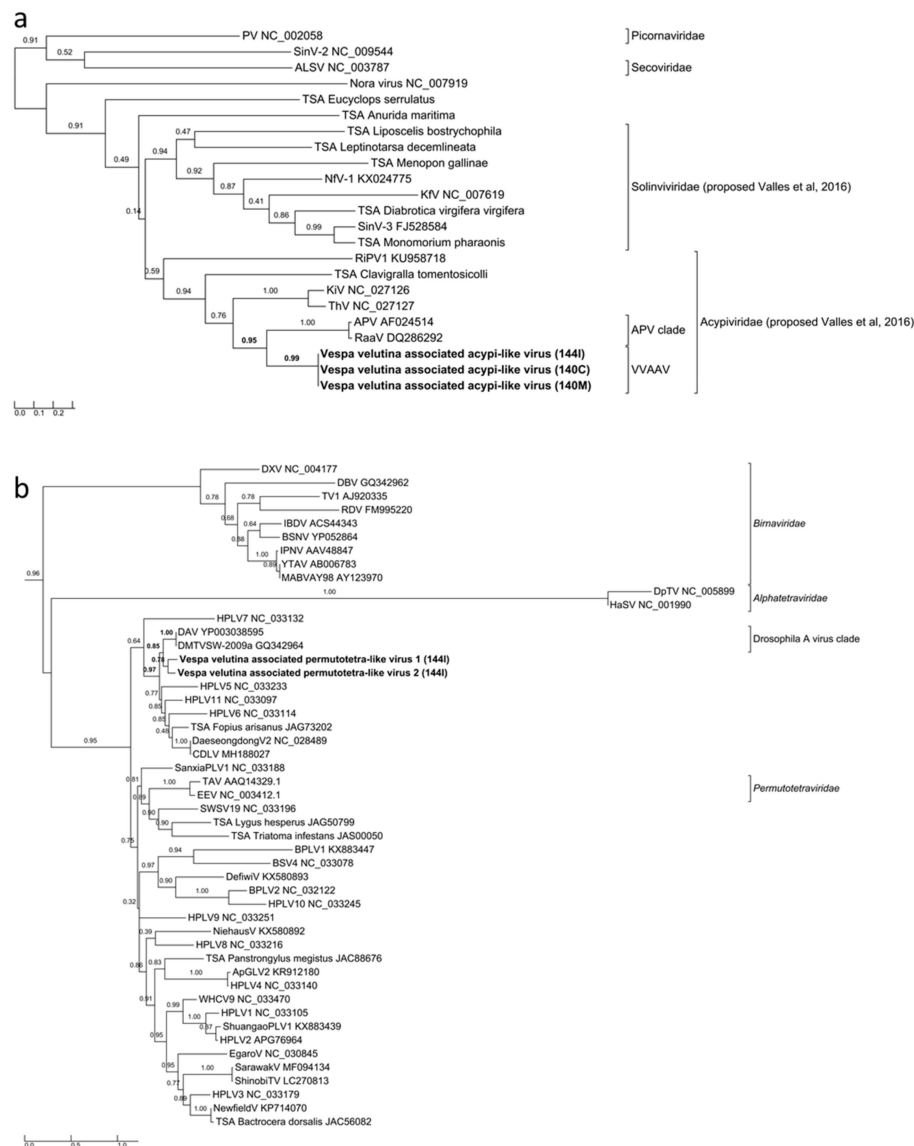 a
0.91
PV NC_002058
Picornaviridae
0.52
SinV-2 NC_009544
ALSV NC_003787
Secoviridae
Nora virus NC_007919
0.91
TSA Eucyclops serrulatus
0.49
TSA Anurida maritima
0.47
TSA Liposcelis bostrychophila
0.94
TSA Leptinotarsa decemlineata
0.92
TSA Menopon gallinae
0.87
NfV-1 KX024775
Solinviviridae (proposed Valles et al, 2016)
0.41
KfV NC_007619
0.14
0.86
TSA Diabrotica virgifera virgifera
0.99
SinV-3 FJ528584
TSA Monomorium pharaonis
0.59
RiPV1 KU958718
0.94
TSA Clavigralla tomentosicolli
1.00
KiV NC_027126
0.76
ThV NC_027127
1.00
APV AF024514
APV clade
Acypiviridae (proposed Valles et al, 2016)
0.95
RaaV DQ286292
0.99
Vespa velutina associated acypi-like virus (144I)
Vespa velutina associated acypi-like virus (140C)
VVAAV
Vespa velutina associated acypi-like virus (140M)
0.0 0.1 0.2
b
DXV NC_004177
0.78
DBV GQ342962
0.78
TV1 AJ920335
0.68
RDV FM995220
0.64
IBDV ACS44343
Birnaviridae
0.88
BSNV YP052864
1.00
IPNV AAV48847
0.89
YTAV AB006783
0.96
MABVAY98 AY123970
1.00
DpTV NC_005899
Alphatetraviridae
HaSV NC_001990
HPLV7 NC_033132
0.64
1.00
DAV YP003038595
Drosophila A virus clade
0.85
DMTVSW-2009a GQ342964
0.78
Vespa velutina associated permutotetra-like virus 1 (144I)
0.97
Vespa velutina associated permutotetra-like virus 2 (144I)
0.77
HPLV5 NC_033233
0.85
HPLV11 NC_033097
0.85
HPLV6 NC_033114
0.48
TSA Fopius arisanus JAG73202
0.95
1.00
DaeseongdongV2 NC_028489
CDLV MH188027
0.81
SanxiaPLV1 NC_033188
1.00
TAV AAQ14329.1
Permutotetraviridae
EEV NC_003412.1
0.90
SWSV19 NC_033196
0.90
TSA Lygus hesperus JAG50799
TSA Triatoma infestans JAS00050
0.75
0.94
BPLV1 KX883447
0.97
BSV4 NC_033078
0.90
DefiwiV KX580893
1.00
BPLV2 NC_032122
0.32
HPLV10 NC_033245
HPLV9 NC_033251
0.39
NiehausV KX580892
HPLV8 NC_033216
0.83
TSA Panstrongylus megistus JAC88676
0.86
1.00
ApGLV2 KR912180
HPLV4 NC_033140
0.91
0.99
WHCV9 NC_033470
1.00
HPLV1 NC_033105
0.87
ShuangaoPLV1 KX883439
0.95
HPLV2 APG76964
EgaroV NC_030845
0.95
1.00
SarawakV MF094134
0.77
ShinobiTV LC270813
HPLV3 NC_033179
1.00
NewfieldV KP714070
TSA Bactrocera dorsalis JAC56082
0.0 0.5 1.0